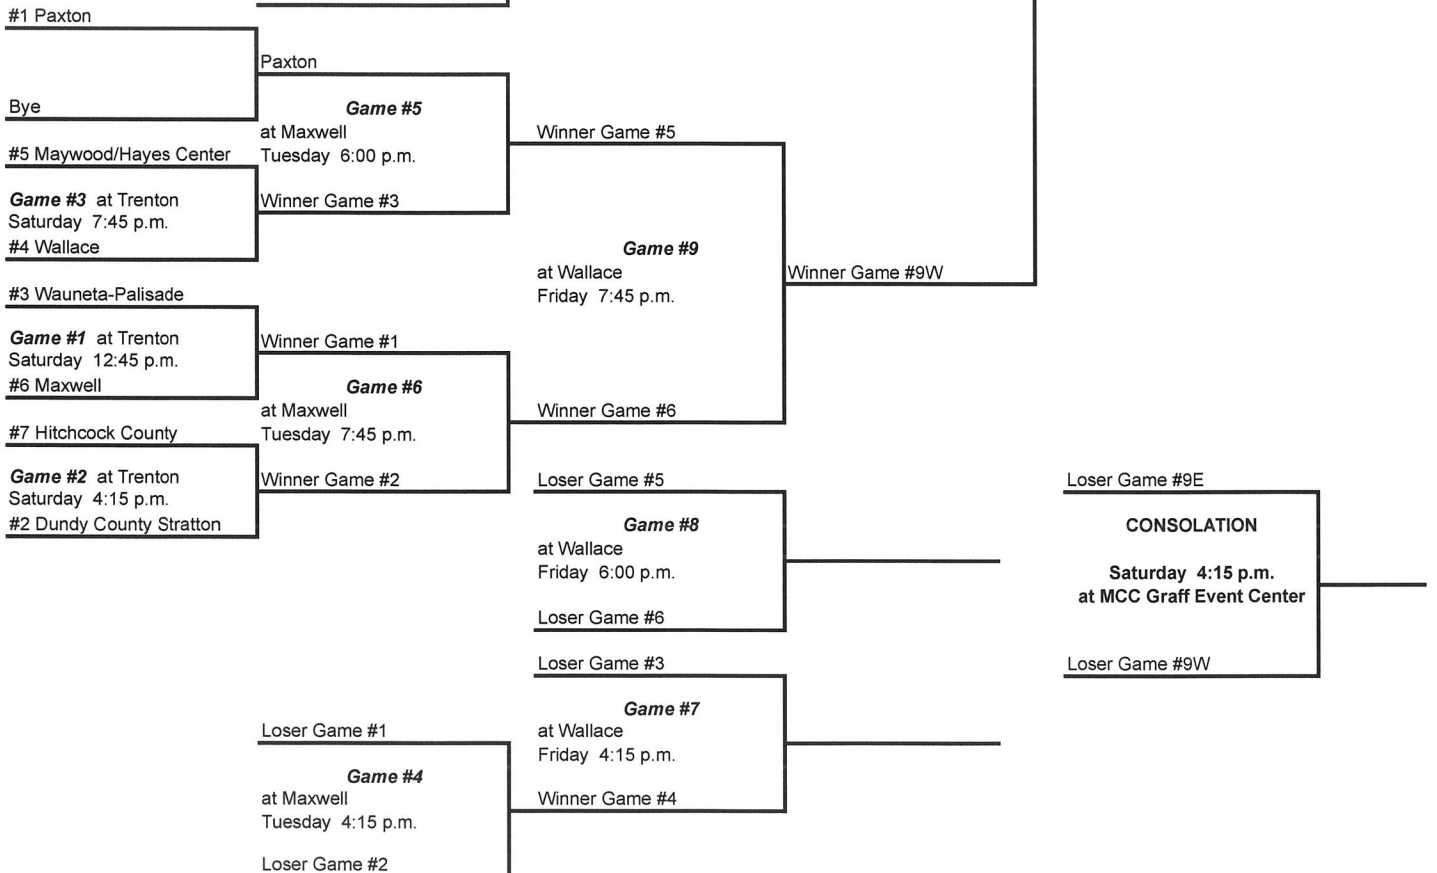 #1 Paxton
Bye
#5 Maywood/Hayes Center
Game #3 at Trenton
Saturday 7:45 p.m.
#4 Wallace
#3 Wauneta-Palisade
Game #1 at Trenton
Saturday 12:45 p.m.
#6 Maxwell
#7 Hitchcock County
Game #2 at Trenton
Saturday 4:15 p.m.
#2 Dundy County Stratton
Paxton
Game #5
at Maxwell
Tuesday 6:00 p.m.
Winner Game #3
Winner Game #1
Game #6
at Maxwell
Tuesday 7:45 p.m.
Winner Game #2
Loser Game #1
Game #4
at Maxwell
Tuesday 4:15 p.m.
Loser Game #2
Winner Game #5
Game #9
at Wallace
Friday 7:45 p.m.
Winner Game #6
Loser Game #5
Game #8
at Wallace
Friday 6:00 p.m.
Loser Game #6
Loser Game #3
Game #7
at Wallace
Friday 4:15 p.m.
Winner Game #4
Winner Game #9W
Loser Game #9E
CONSOLATION
Saturday 4:15 p.m.
at MCC Graff Event Center
Loser Game #9W